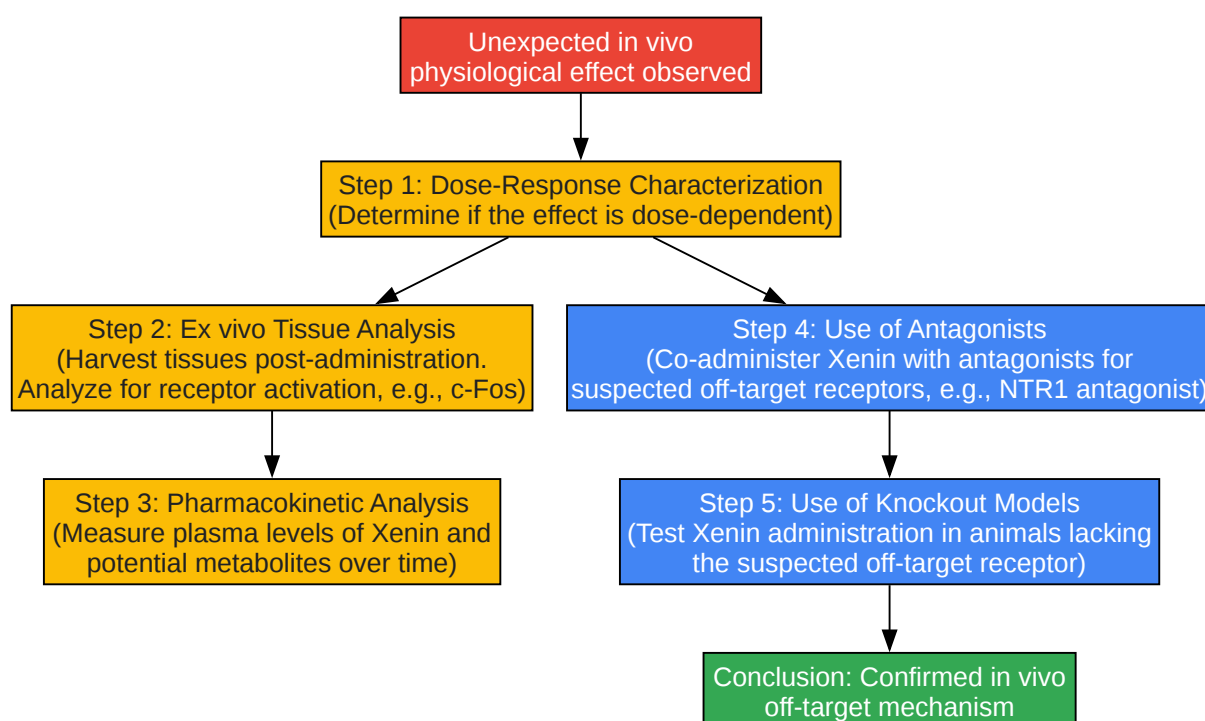 Unexpected in vivo
physiological effect observed
Step 1: Dose-Response Characterization
(Determine if the effect is dose-dependent)
Step 2: Ex vivo Tissue Analysis
(Harvest tissues post-administration.
Analyze for receptor activation, e.g., c-Fos)
Step 3: Pharmacokinetic Analysis
(Measure plasma levels of Xenin and
potential metabolites over time)
Step 4: Use of Antagonists
(Co-administer Xenin with antagonists for
suspected off-target receptors, e.g., NTR1 antagonist)
Step 5: Use of Knockout Models
(Test Xenin administration in animals lacking
the suspected off-target receptor)
Conclusion: Confirmed in vivo
off-target mechanism